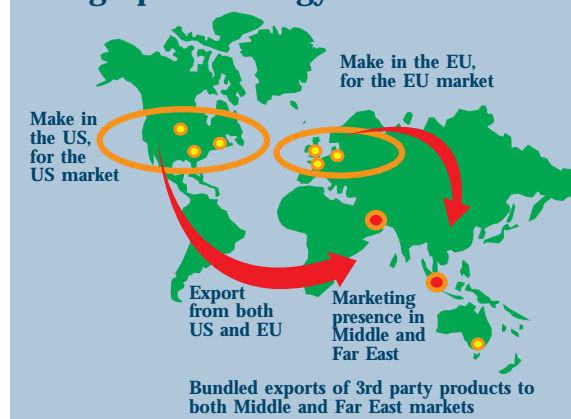 Make in the EU,
for the EU market
Make in
the US,
for the
US market
Export
from both
US and EU
Marketing
presence in
Middle and
Far East
Bundled exports of 3rd party products to
both Middle and Far East markets